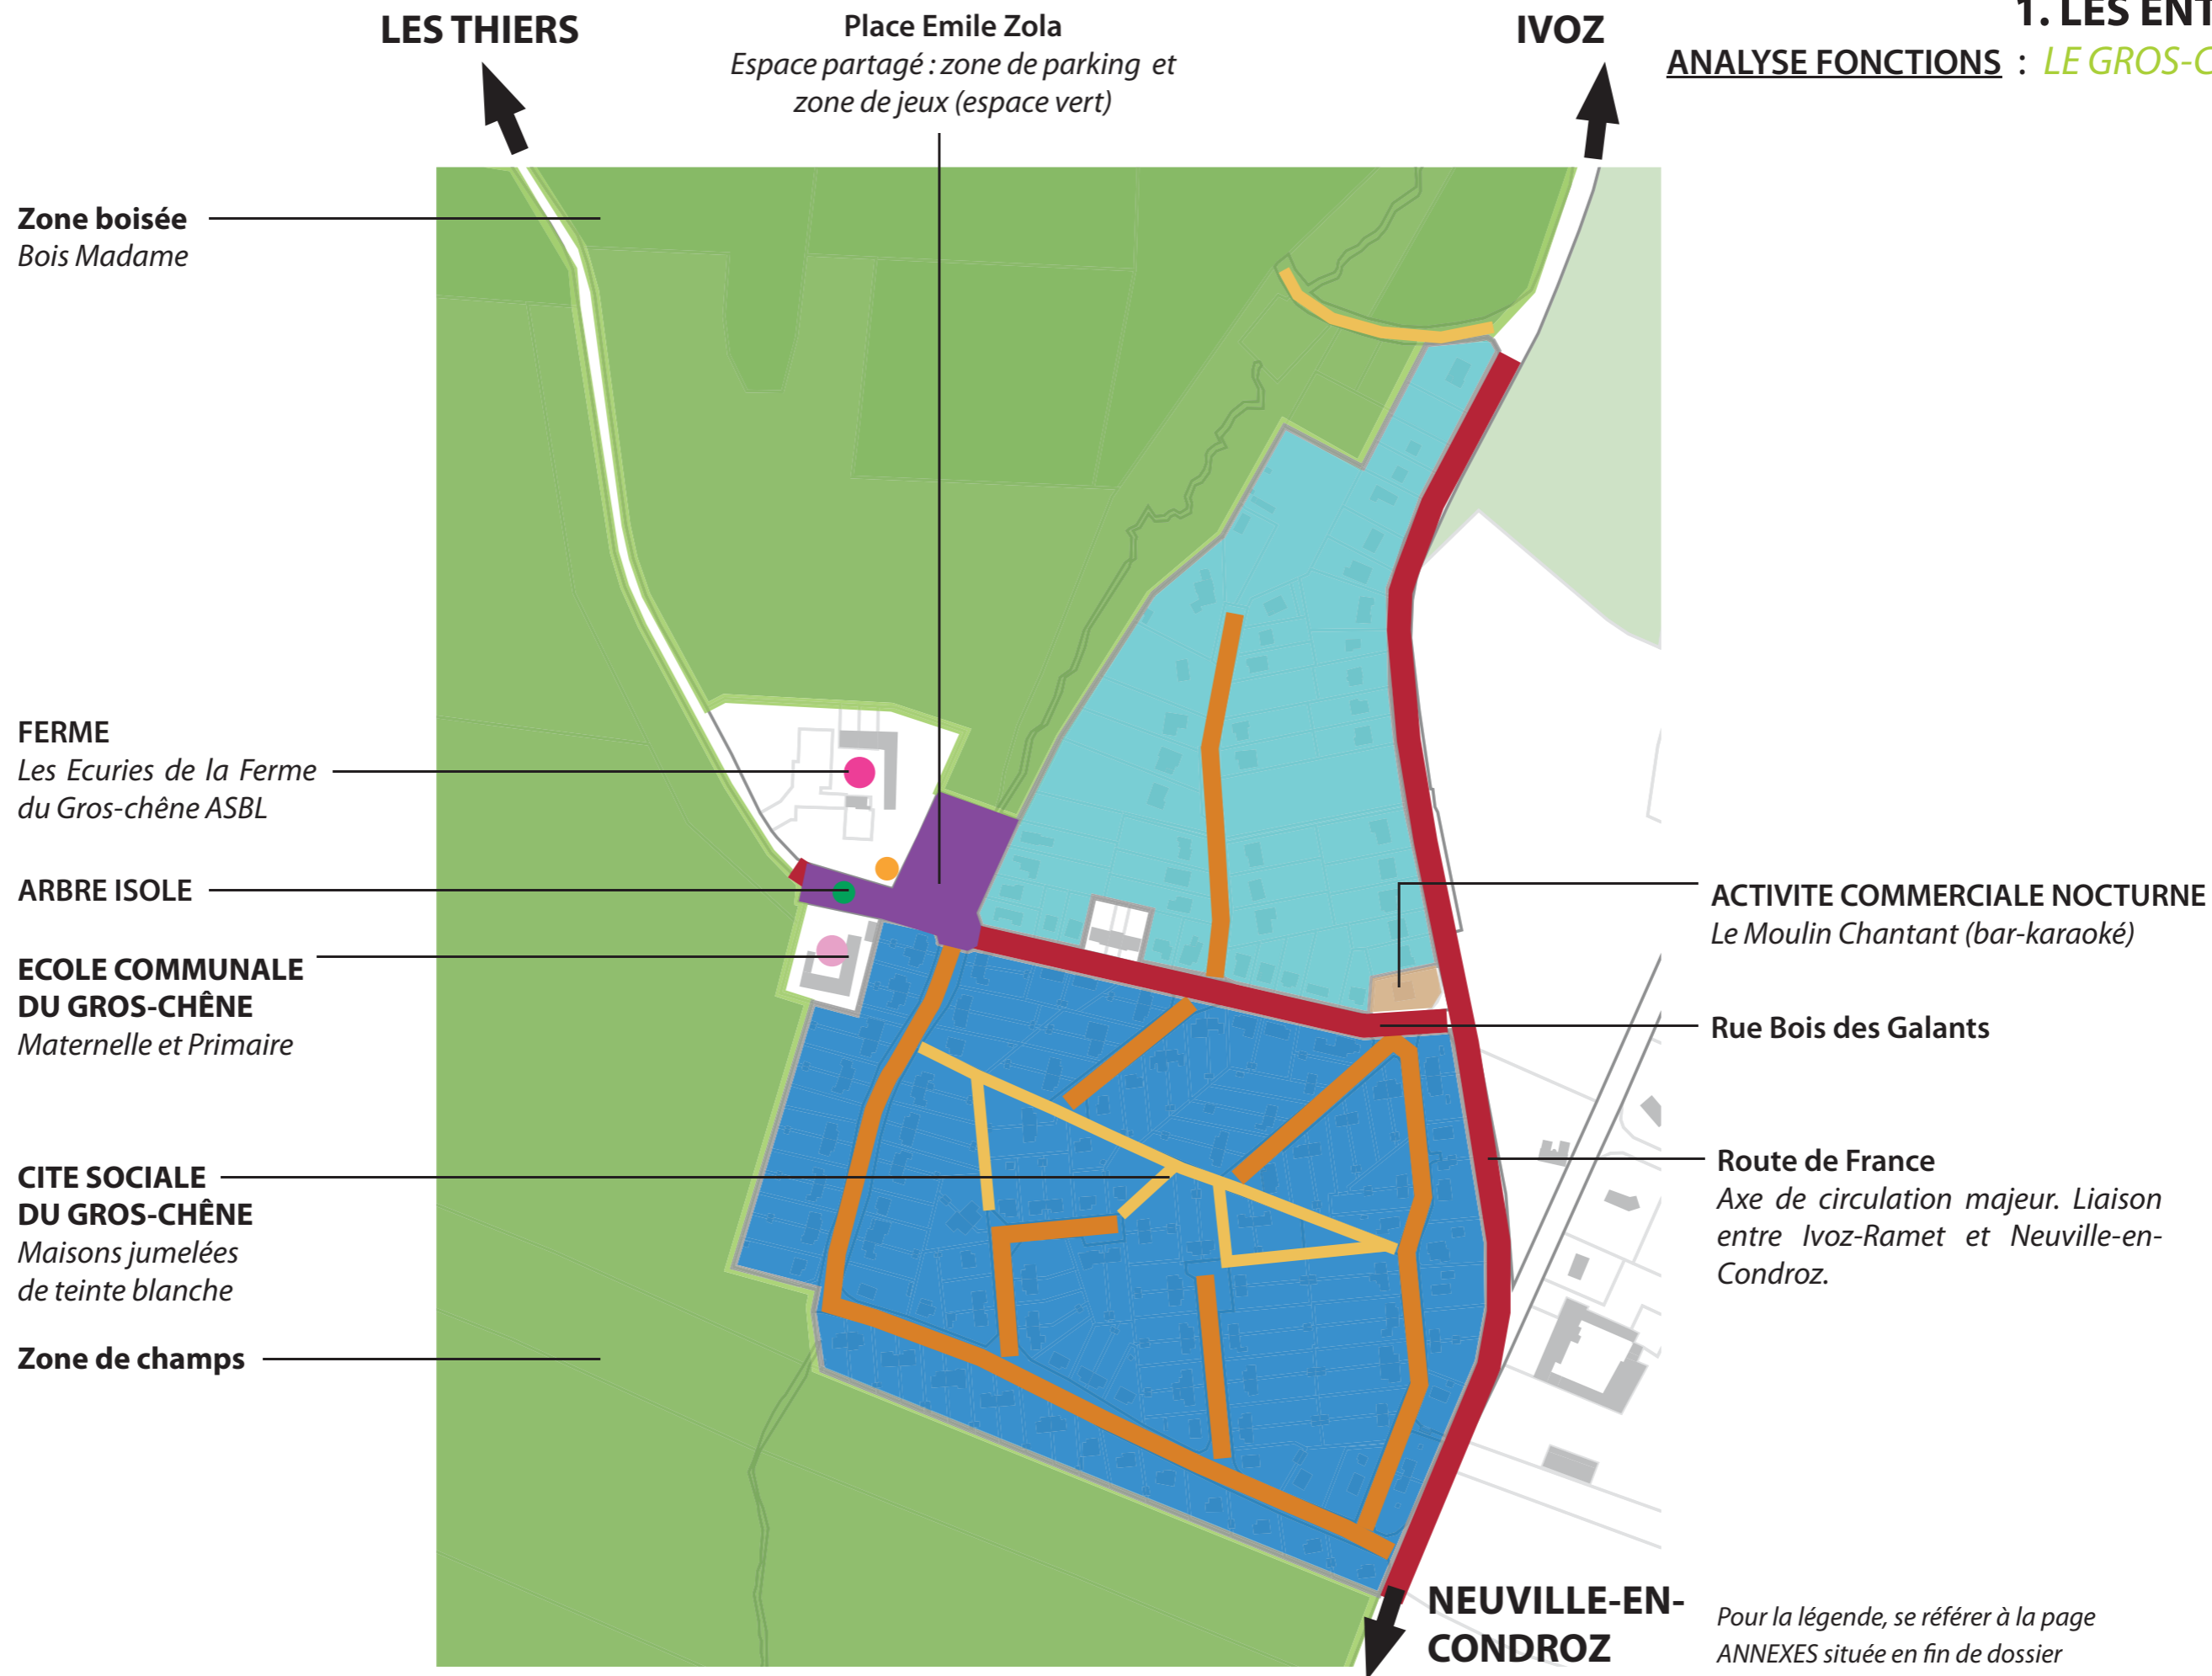 1. LES ENT
ANALYSE FONCTIONS : LE GROS-C
LES THIERS
Place Emile Zola
Espace partagé : zone de parking et
zone de jeux (espace vert)
IVOZ
Zone boisée
Bois Madame
FERME
Les Ecuries de la Ferme
du Gros-chêne ASBL
ARBRE ISOLE
ECOLE COMMUNALE
DU GROS-CHÊNE
Maternelle et Primaire
CITE SOCIALE
DU GROS-CHÊNE
Maisons jumelées
de teinte blanche
Zone de champs
ACTIVITE COMMERCIALE NOCTURNE
Le Moulin Chantant (bar-karaoké)
Rue Bois des Galants
Route de France
Axe de circulation majeur. Liaison
entre Ivoz-Ramet et Neuville-en-
Condroz.
NEUVILLE-EN-
CONDROZ
Pour la légende, se référer à la page
ANNEXES située en fin de dossier